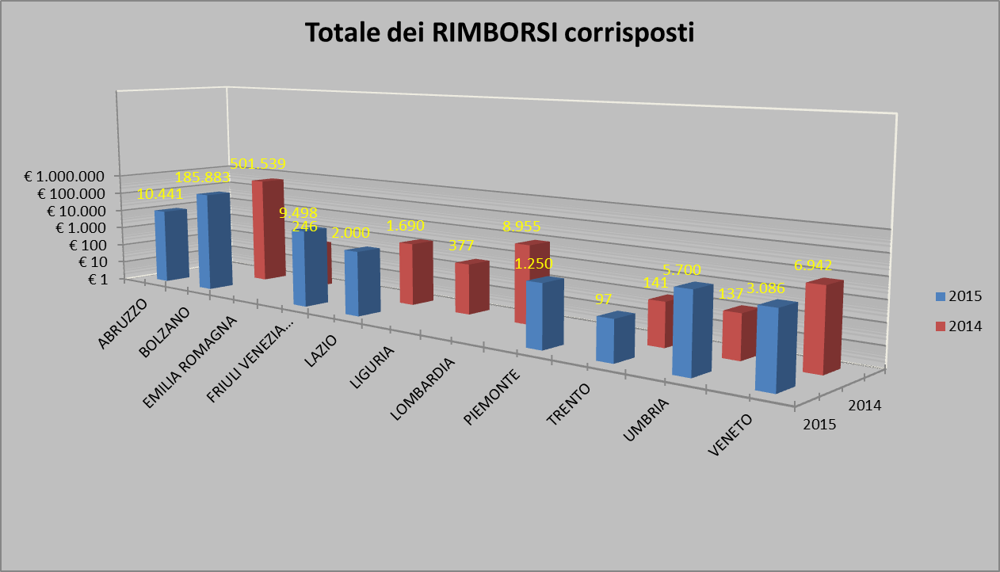 Totale dei RIMBORSI corrisposti
€ 1.000.000
€ 100.000
€ 10.000
€ 1.000
€ 100
€ 10
€ 1
10.441
185.883
501.539
9.498
246
2.000
1.690
377
8.955
1.250
97
141
5.700
137
3.086
6.942
ABRUZZO
BOLZANO
EMILIA ROMAGNA
FRIULI VENEZIA...
LAZIO
LIGURIA
LOMBARDIA
PIEMONTE
TRENTO
UMBRIA
VENETO
2015
2014
2015
2014